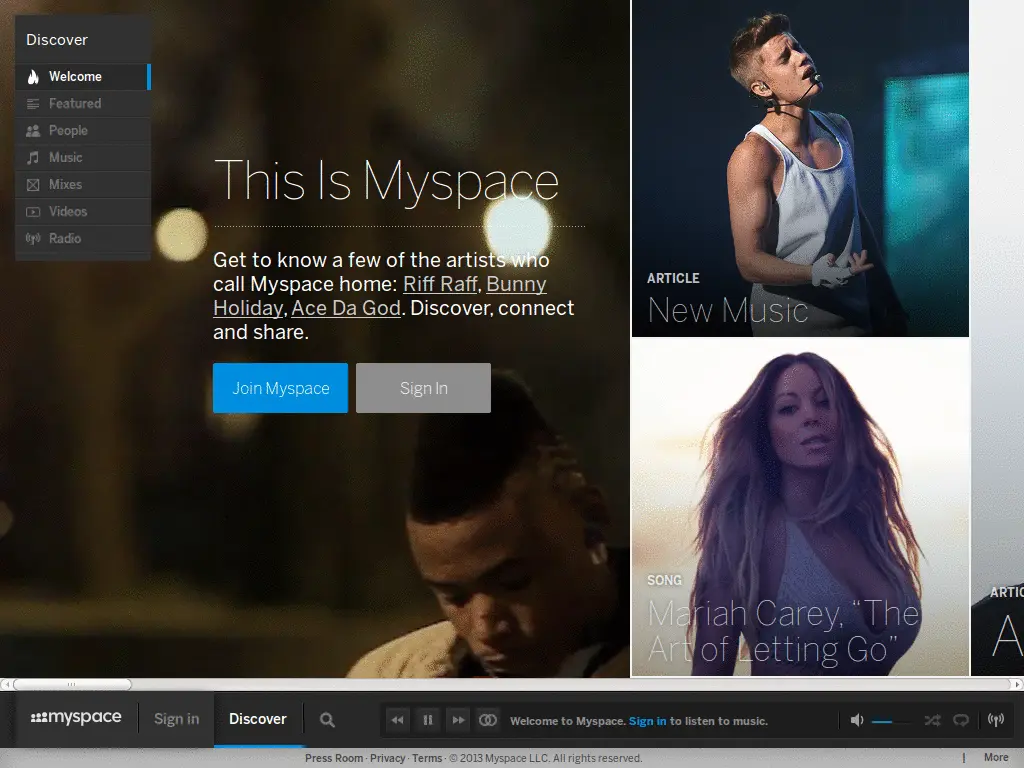 Discover
Welcome
Featured
People
Music
Mixes
Videos
Radio
This Is Myspace
Get to know a few of the artists who
call Myspace home: Riff Raff, Bunny
Holiday, Ace Da God. Discover, connect
and share.
Join Myspace
Sign In
ARTICLE
New Music
SONG
Mariah Carey, “The
Art of Letting Go”
ARTIC
A
myspace
Sign in
Discover
Welcome to Myspace. Sign in to listen to music.
Press Room · Privacy · Terms · © 2013 Myspace LLC. All rights reserved.
| More